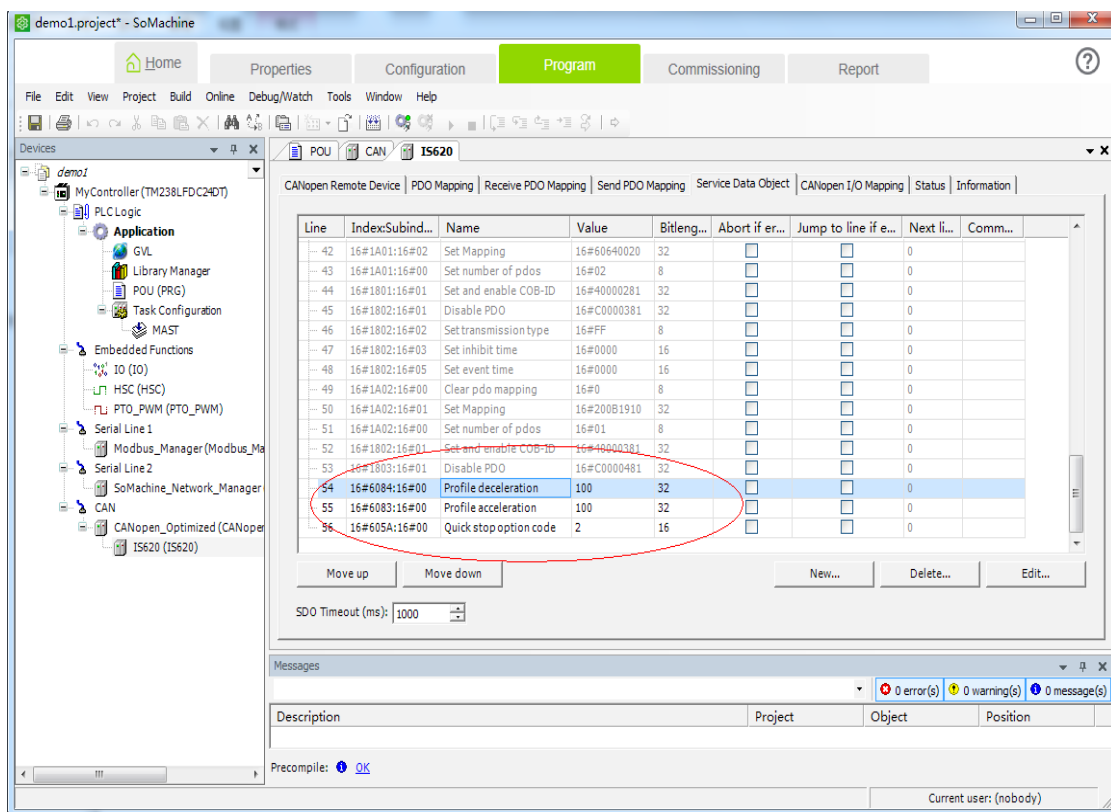 demo1.project* - SoMachine
Home Properties Configuration Program Commissioning Report
File Edit View Project Build Online Debug/Watch Tools Window Help
Devices
POU CAN IS620
demo1
MyController (TM238LFDC24DT)
PLC Logic
Application
GVL
Library Manager
POU (PRG)
Task Configuration
MAST
Embedded Functions
IO (IO)
HSC (HSC)
PTO_PWM (PTO_PWM)
Serial Line 1
Modbus_Manager (Modbus_Ma
Serial Line 2
SoMachine_Network_Manager
CAN
CANopen_Optimized (CANoper
IS620 (IS620)
CANopen Remote Device PDO Mapping Receive PDO Mapping Send PDO Mapping Service Data Object CANopen I/O Mapping Status Information
Line Index:Subind... Name Value Bitleng... Abort if er... Jump to line if e... Next li... Comm...
42 16#1A01:16#02 Set Mapping 16#60640020 32 0
43 16#1A01:16#00 Set number of pdos 16#02 8 0
44 16#1801:16#01 Set and enable COB-ID 16#40000281 32 0
45 16#1802:16#01 Disable PDO 16#C0000381 32 0
46 16#1802:16#02 Set transmission type 16#FF 8 0
47 16#1802:16#03 Set inhibit time 16#0000 16 0
48 16#1802:16#05 Set event time 16#0000 16 0
49 16#1A02:16#00 Clear pdo mapping 16#0 8 0
50 16#1A02:16#01 Set Mapping 16#200B1910 32 0
51 16#1A02:16#00 Set number of pdos 16#01 8 0
52 16#1802:16#01 Set and enable COB-ID 16#40000381 32 0
53 16#1803:16#01 Disable PDO 16#C0000481 32 0
54 16#6084:16#00 Profile deceleration 100 32 0
55 16#6083:16#00 Profile acceleration 100 32 0
56 16#605A:16#00 Quick stop option code 2 16 0
Move up Move down New... Delete... Edit...
SDO Timeout (ms): 1000
Messages
0 error(s) 0 warning(s) 0 message(s)
Description Project Object Position
Precompile: OK
Current user: (nobody)